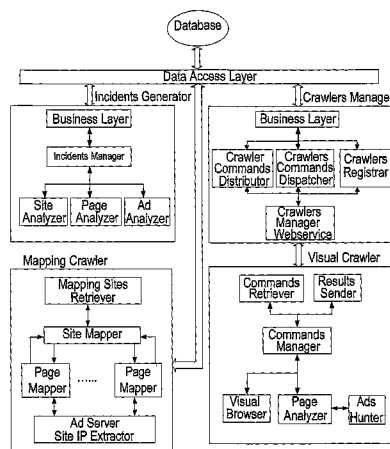 Database
Data Access Layer
Incidents Generator
Crawlers Manage
Business Layer
Incidents Manager
Site Analyzer
Page Analyzer
Ad Analyzer
Business Layer
Crawler Commands Distributor
Crawlers Commands Dispatcher
Crawlers Registrar
Crawlers Manager Webservice
Mapping Crawler
Mapping Sites Retriever
Site Mapper
Page Mapper
......
Page Mapper
Ad Server Site IP Extractor
Visual Crawler
Commands Retriever
Results Sender
Commands Manager
Visual Browser
Page Analyzer
Ads Hunter